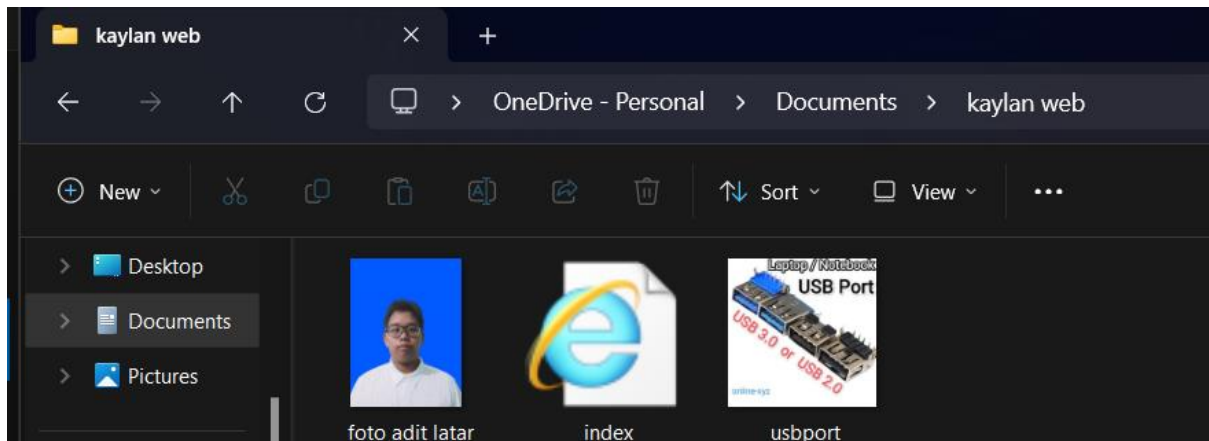 kaylan web
OneDrive - Personal > Documents > kaylan web
New
Sort
View
Desktop
Documents
Pictures
Laptop / Notebook
USB Port
USB 3.0 or USB 2.0
foto adit latar
index
usbport